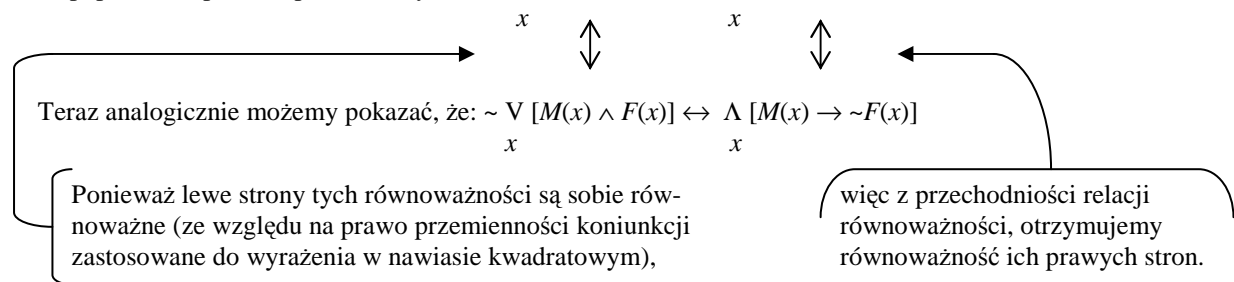 x x
Teraz analogicznie możemy pokazać, że: ~ V [M(x) ∧ F(x)] ↔ Λ [M(x) → ~F(x)]
x x
Ponieważ lewe strony tych równoważności są sobie rów-
noważne (ze względu na prawo przemienności koniunkcji
zastosowane do wyrażenia w nawiasie kwadratowym),
więc z przechodniości relacji
równoważności, otrzymujemy
równoważność ich prawych stron.